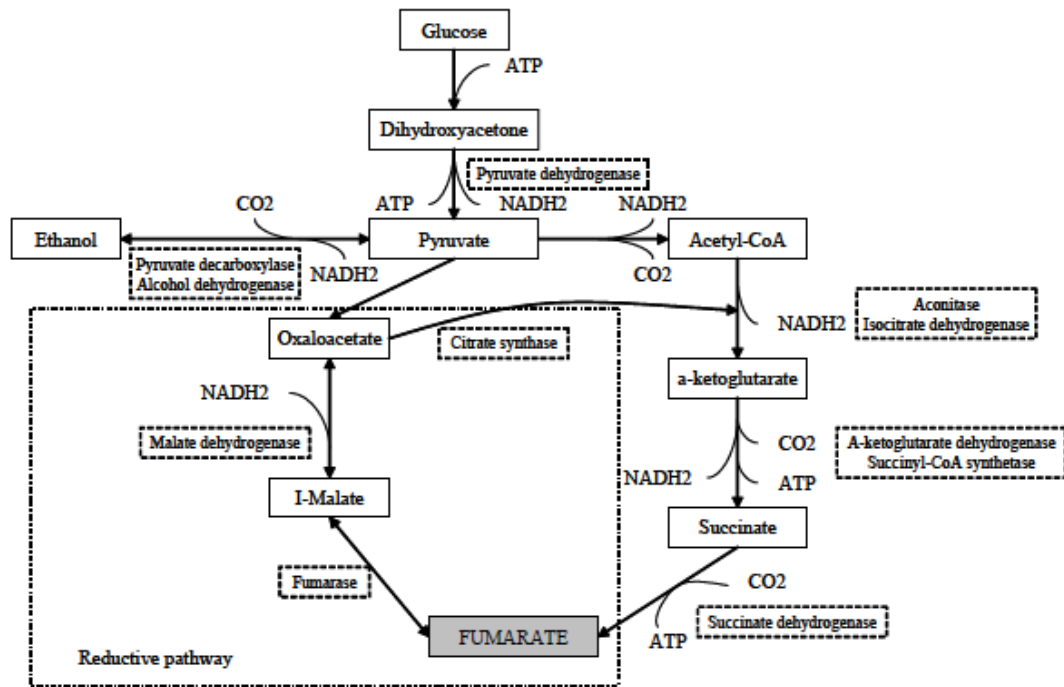 Glucose
ATP
Dihydroxyacetone
Pyruvate dehydrogenase
CO2
ATP
NADH2
NADH2
Ethanol
Pyruvate
Acetyl-CoA
Pyruvate decarboxylase
Alcohol dehydrogenase
NADH2
CO2
Oxaloacetate
Citrate synthase
NADH2
Aconitase
Isocitrate dehydrogenase
a-ketoglutarate
NADH2
Malate dehydrogenase
CO2
A-ketoglutarate dehydrogenase
Succinyl-CoA synthetase
NADH2
ATP
I-Malate
Succinate
Fumarase
CO2
Succinate dehydrogenase
FUMARATE
ATP
Reductive pathway